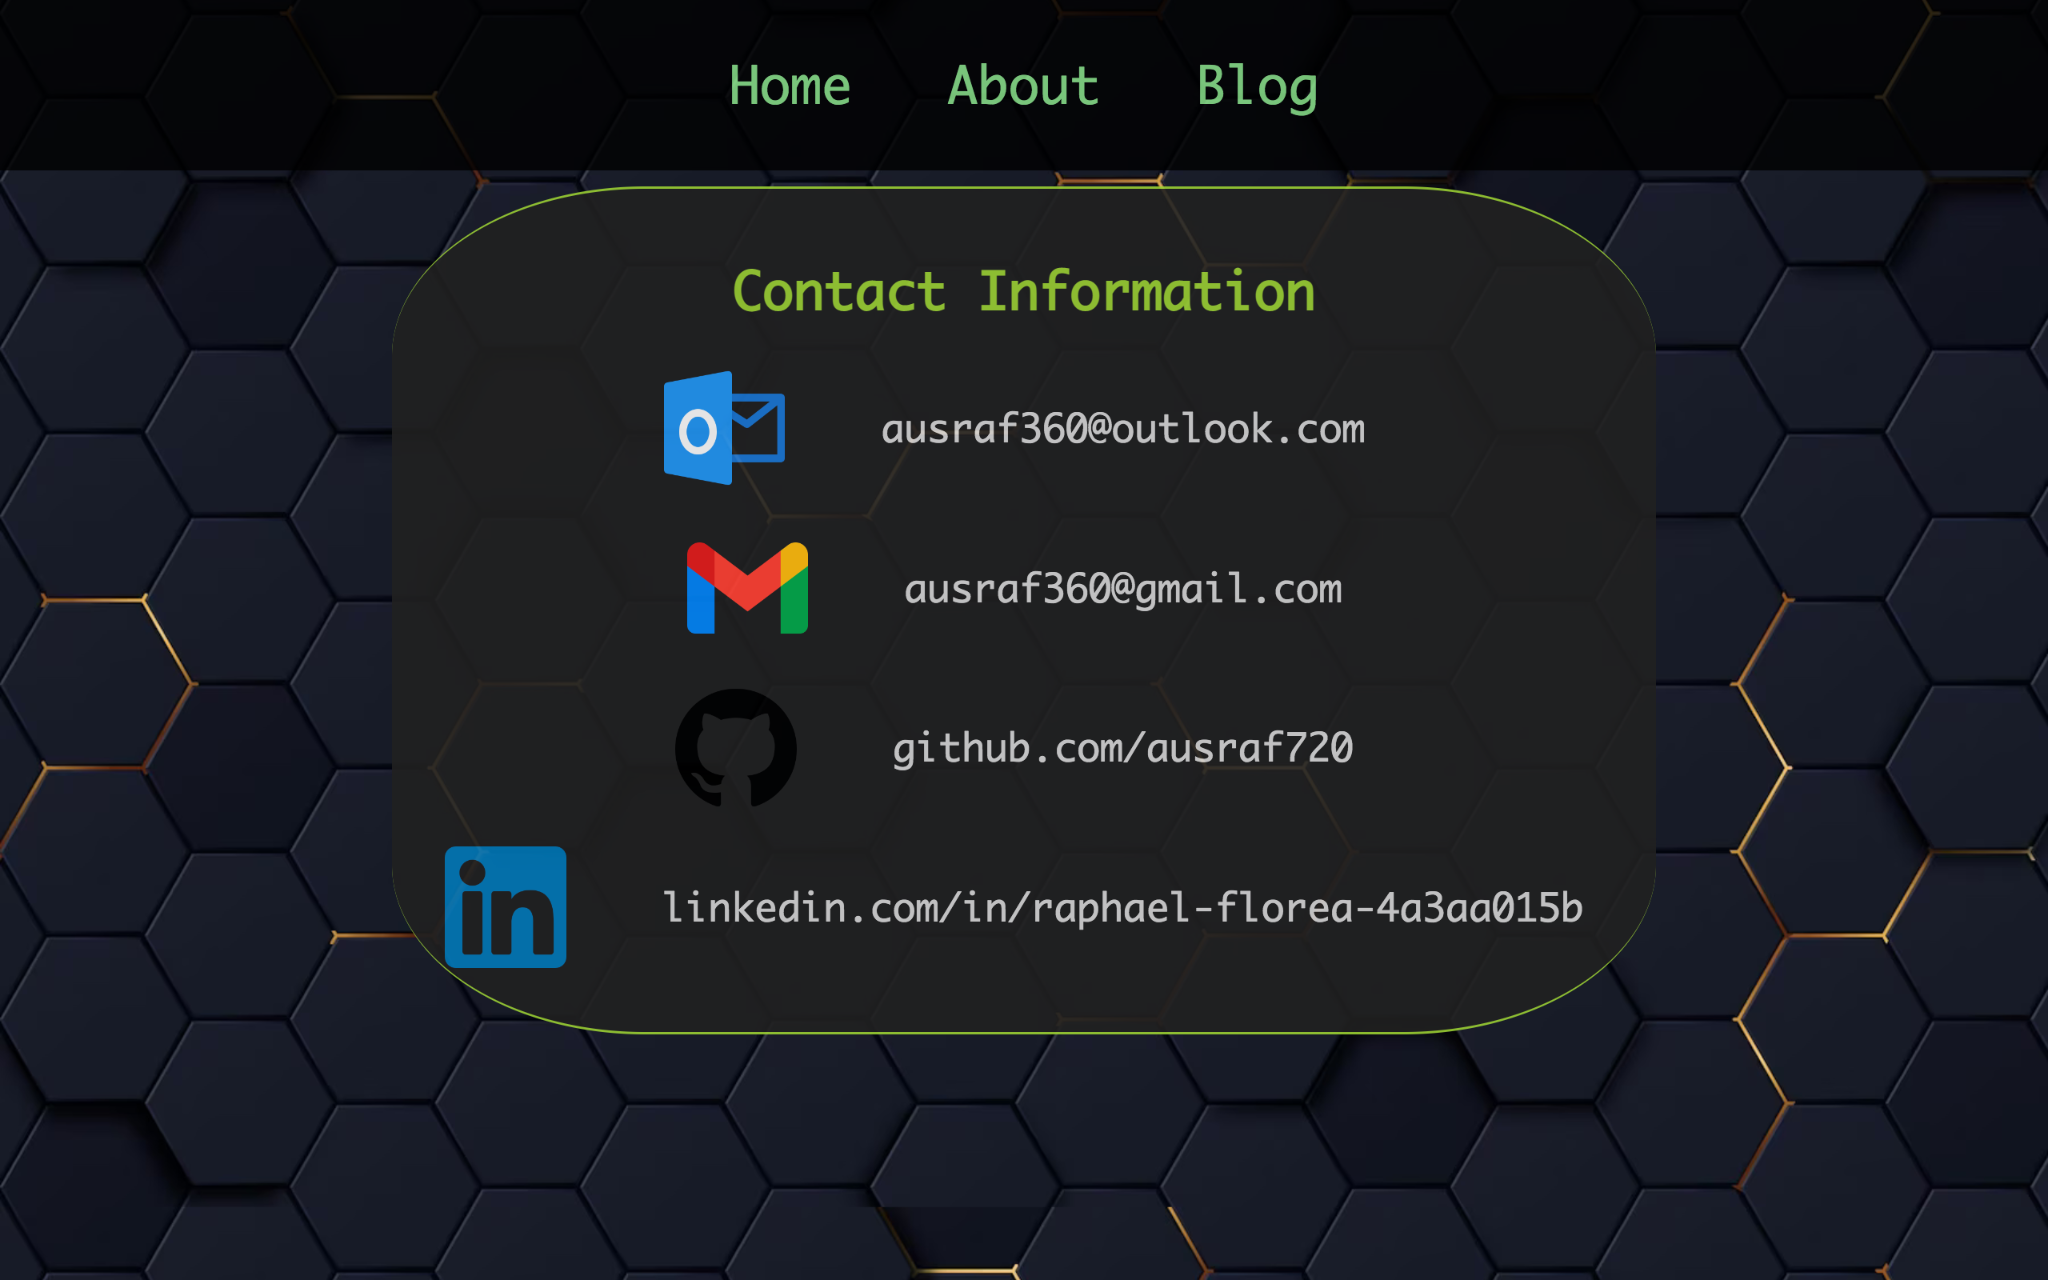 Home About Blog
Contact Information
ausraf360@outlook.com
ausraf360@gmail.com
github.com/ausraf720
linkedin.com/in/raphael-florea-4a3aa015b